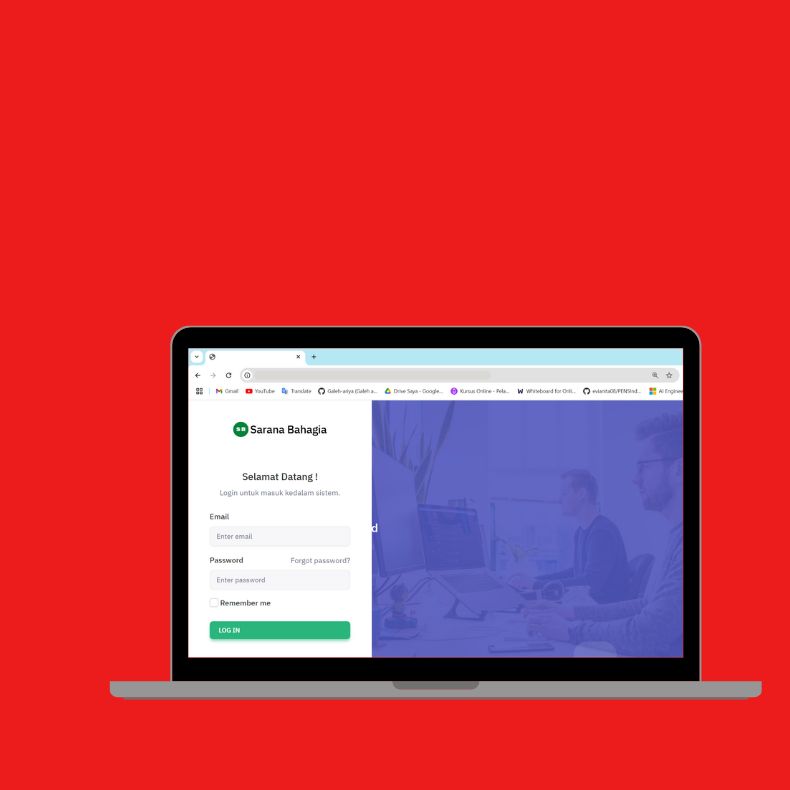 Gmail YouTube Translate Galeh-ariya (Galeh a... Drive Saya - Google... Kursus Online - Pela... Whiteboard for Onli... AI Enginee
SB Sarana Bahagia
Selamat Datang !
Login untuk masuk kedalam sistem.
Email
Enter email
Password Forgot password?
Enter password
Remember me
LOG IN
d